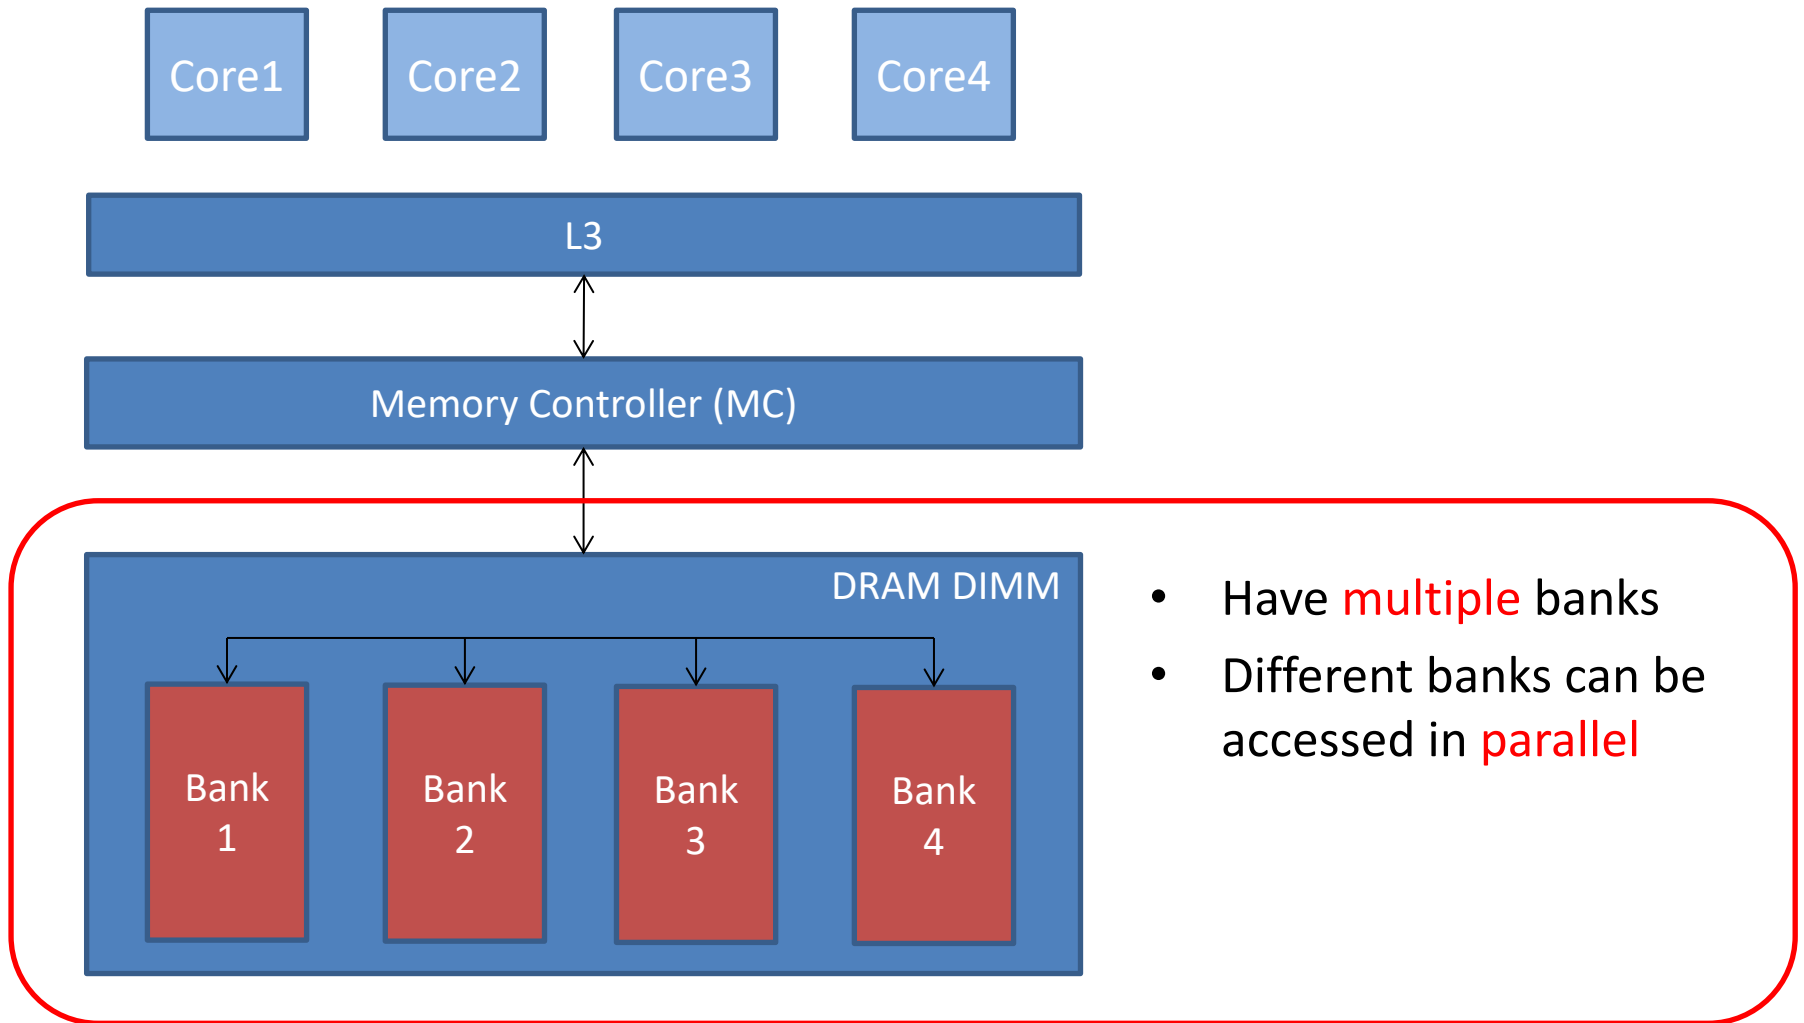 Core1 Core2 Core3 Core4
L3
Memory Controller (MC)
DRAM DIMM
Bank
1
Bank
2
Bank
3
Bank
4
• Have multiple banks
• Different banks can be
accessed in parallel